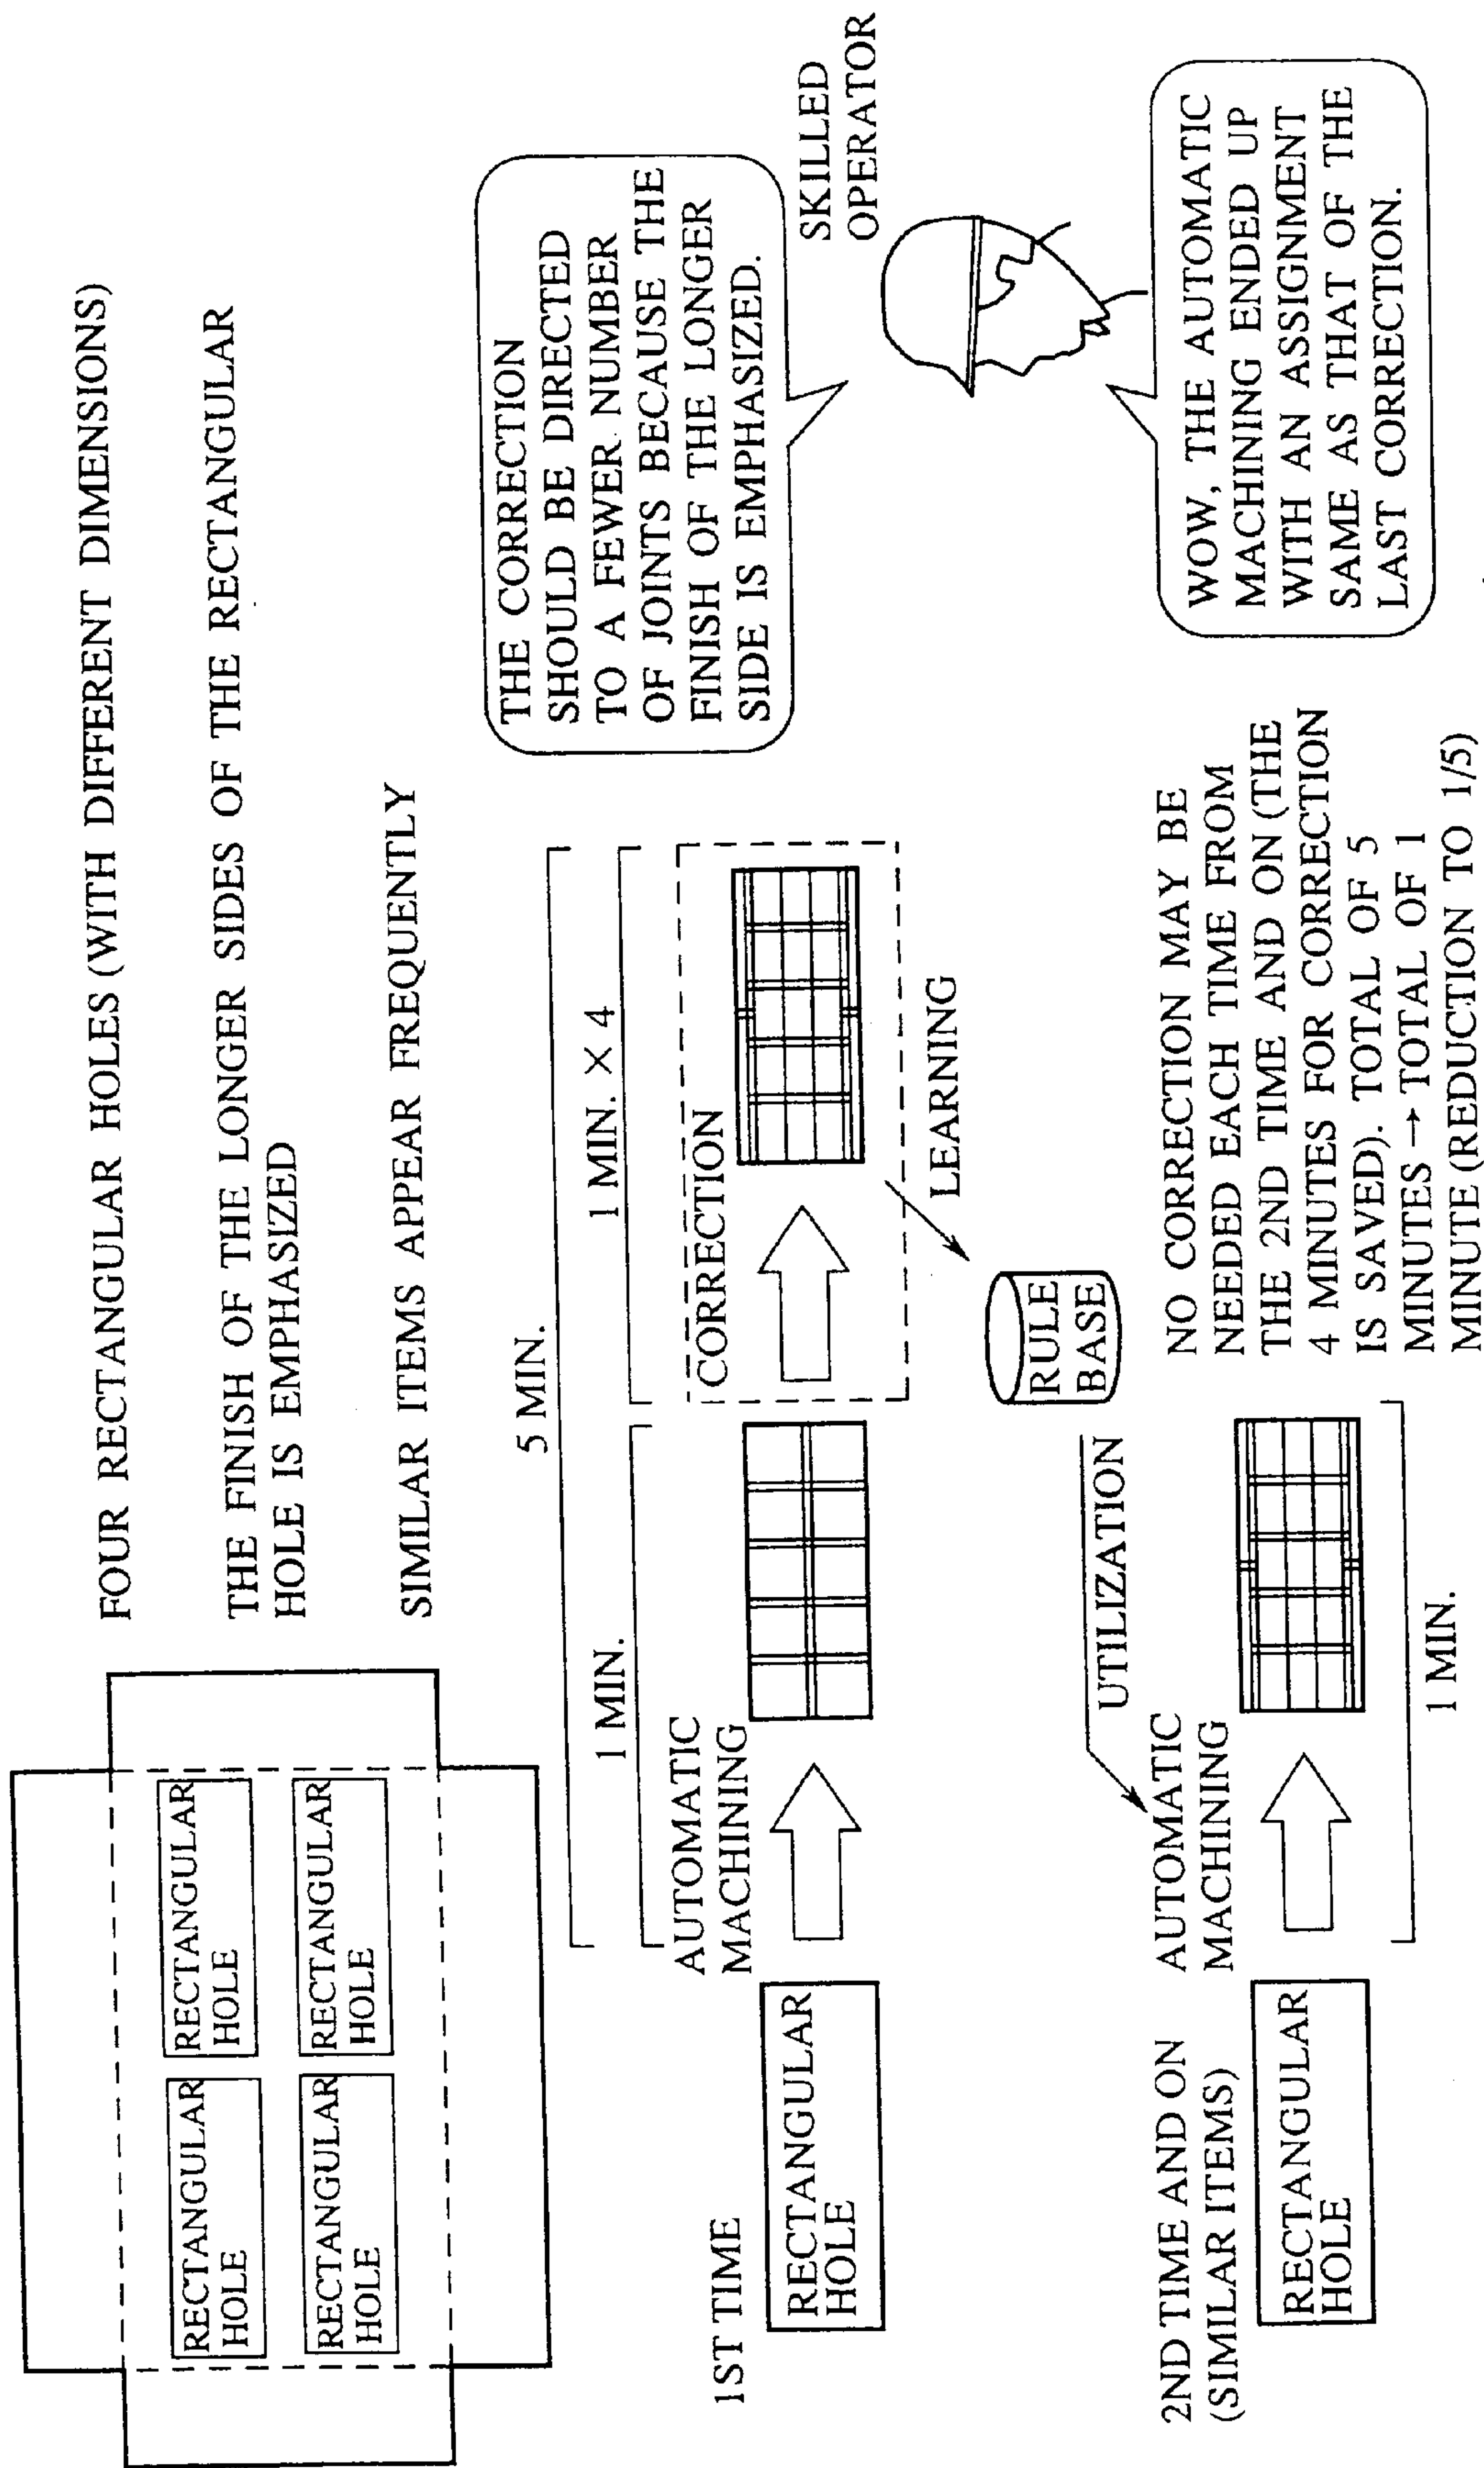 RECTANGULAR
HOLE
RECTANGULAR
HOLE
RECTANGULAR
HOLE
RECTANGULAR
HOLE
FOUR RECTANGULAR HOLES (WITH DIFFERENT DIMENSIONS)
THE FINISH OF THE LONGER SIDES OF THE RECTANGULAR
HOLE IS EMPHASIZED
SIMILAR ITEMS APPEAR FREQUENTLY
5 MIN.
1 MIN.
1 MIN. × 4
1ST TIME
RECTANGULAR
HOLE
AUTOMATIC
MACHINING
CORRECTION
THE CORRECTION
SHOULD BE DIRECTED
TO A FEWER NUMBER
OF JOINTS BECAUSE THE
FINISH OF THE LONGER
SIDE IS EMPHASIZED.
SKILLED
OPERATOR
LEARNING
RULE
BASE
UTILIZATION
2ND TIME AND ON
(SIMILAR ITEMS)
RECTANGULAR
HOLE
AUTOMATIC
MACHINING
1 MIN.
NO CORRECTION MAY BE
NEEDED EACH TIME FROM
THE 2ND TIME AND ON (THE
4 MINUTES FOR CORRECTION
IS SAVED). TOTAL OF 5
MINUTES → TOTAL OF 1
MINUTE (REDUCTION TO 1/5)
WOW, THE AUTOMATIC
MACHINING ENDED UP
WITH AN ASSIGNMENT
SAME AS THAT OF THE
LAST CORRECTION.